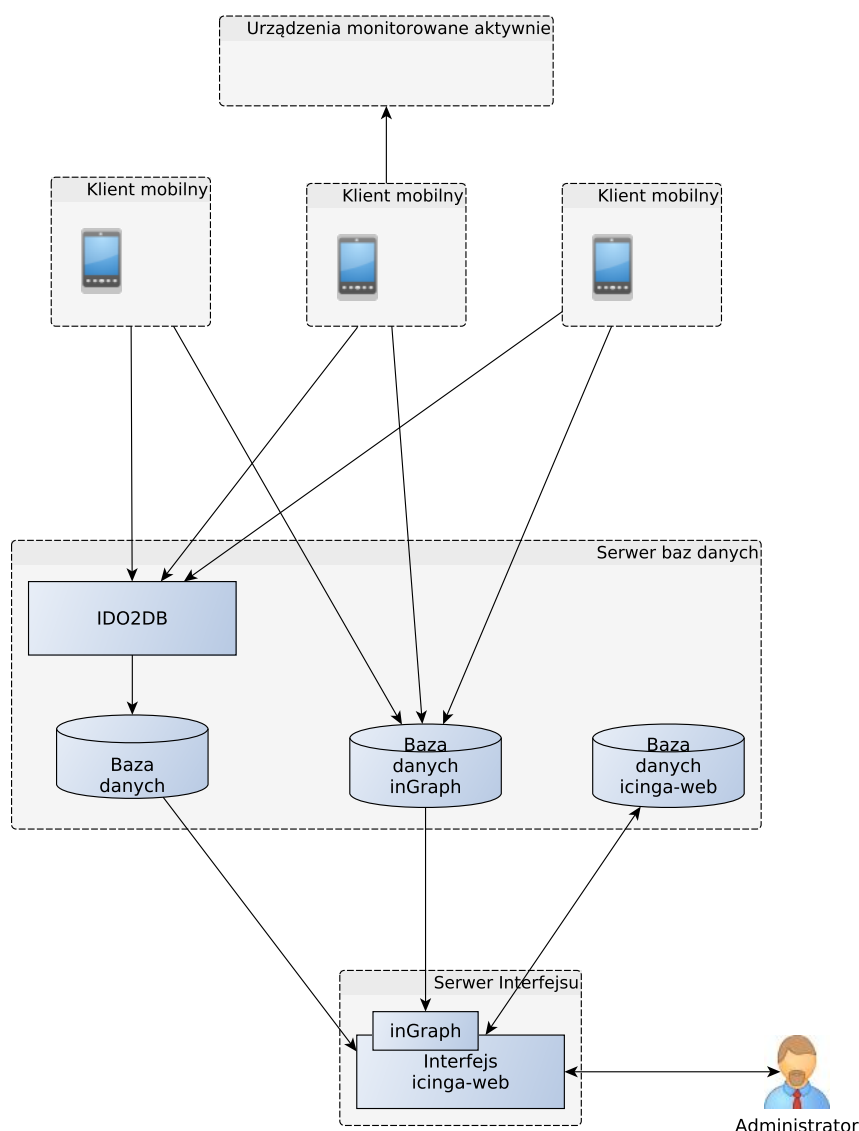 Urządzenia monitorowane aktywnie
Klient mobilny
Klient mobilny
Klient mobilny
Serwer baz danych
IDO2DB
Baza
danych
Baza
danych
inGraph
Baza
danych
icinga-web
Serwer Interfejsu
inGraph
Interfejs
icinga-web
Administrator